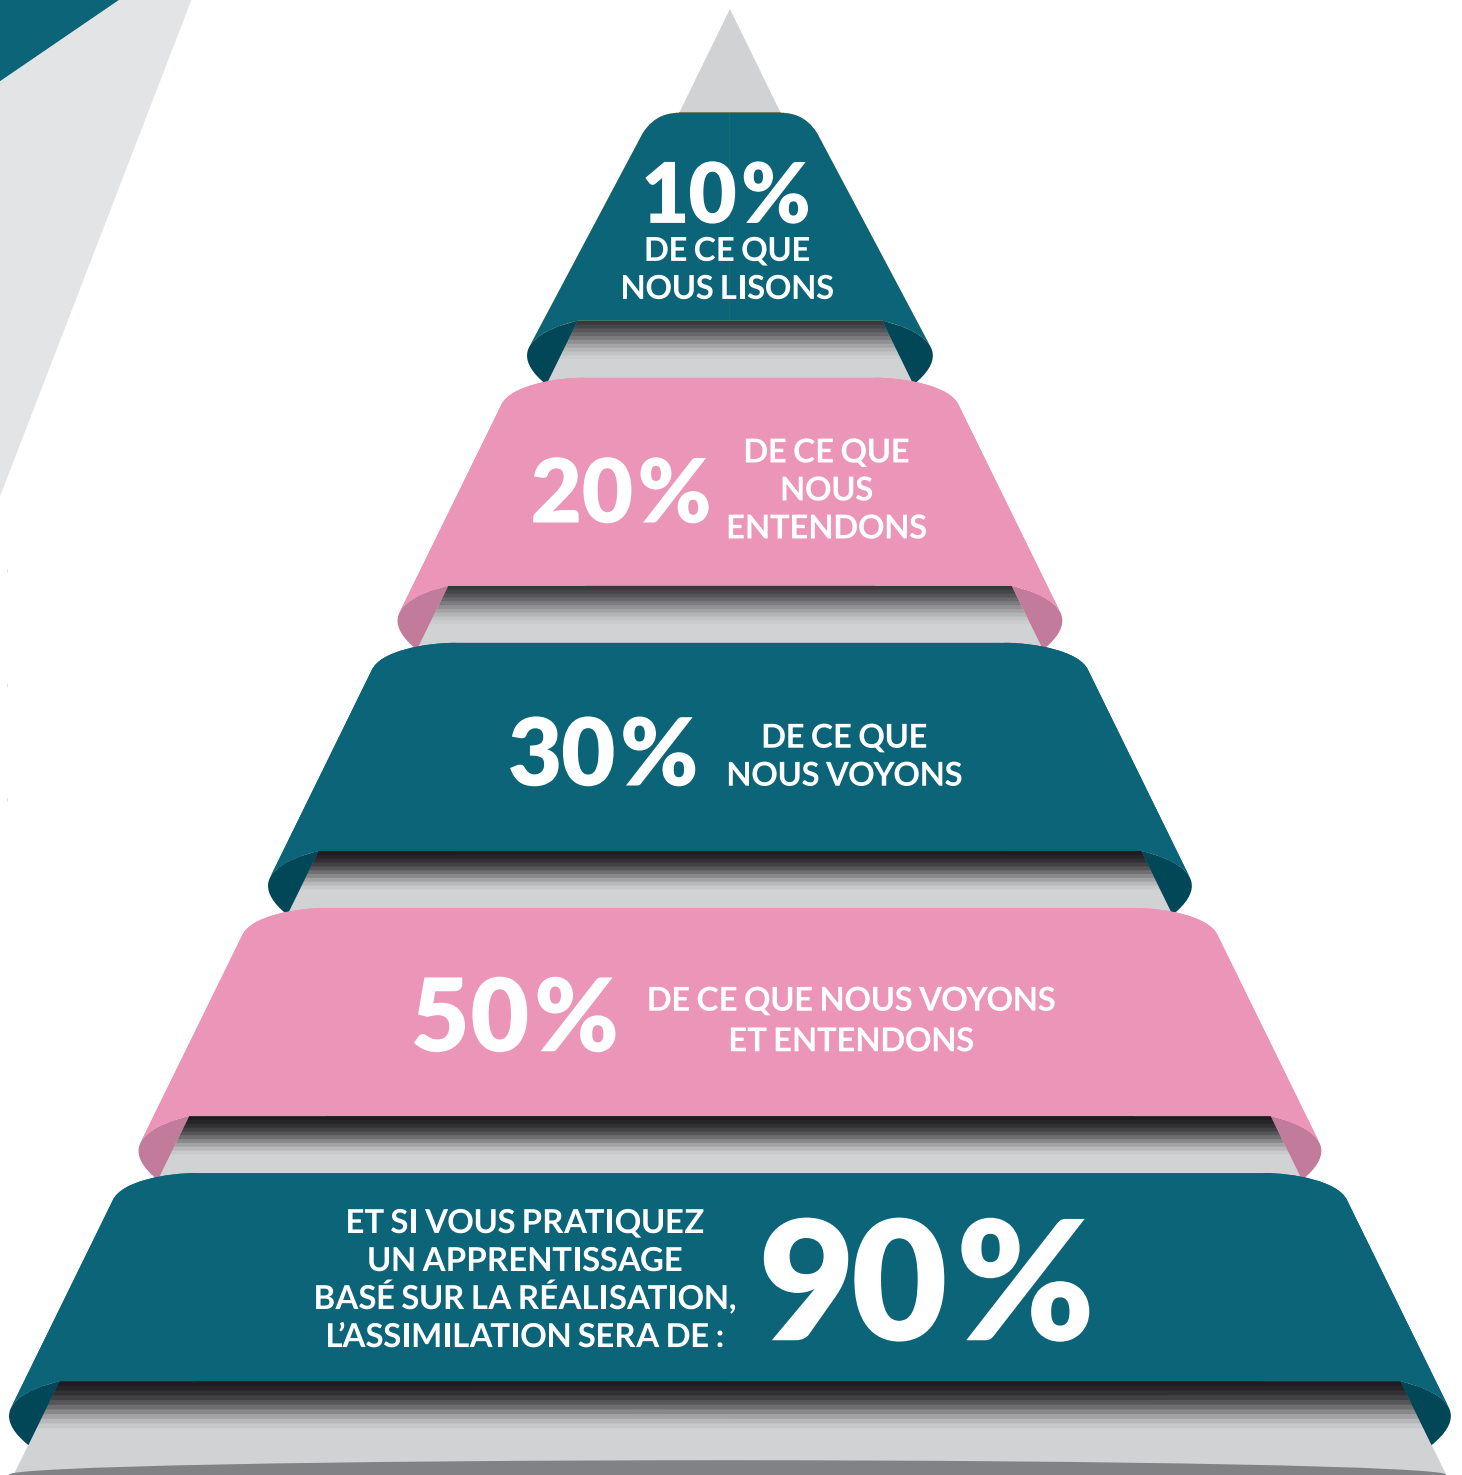 10%
DE CE QUE
NOUS LISONS
20%
DE CE QUE
NOUS
ENTENDONS
30%
DE CE QUE
NOUS VOYONS
50%
DE CE QUE NOUS VOYONS
ET ENTENDONS
ET SI VOUS PRATIQUEZ
UN APPRENTISSAGE
BASÉ SUR LA RÉALISATION,
L'ASSIMILATION SERA DE :
90%